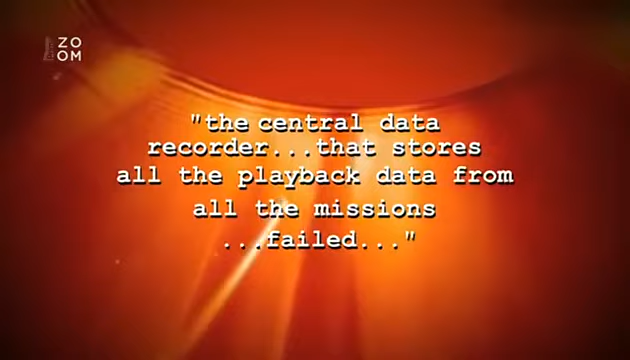 ZO
OM
"the central data
recorder...that stores
all the playback data from
all the missions
...failed..."